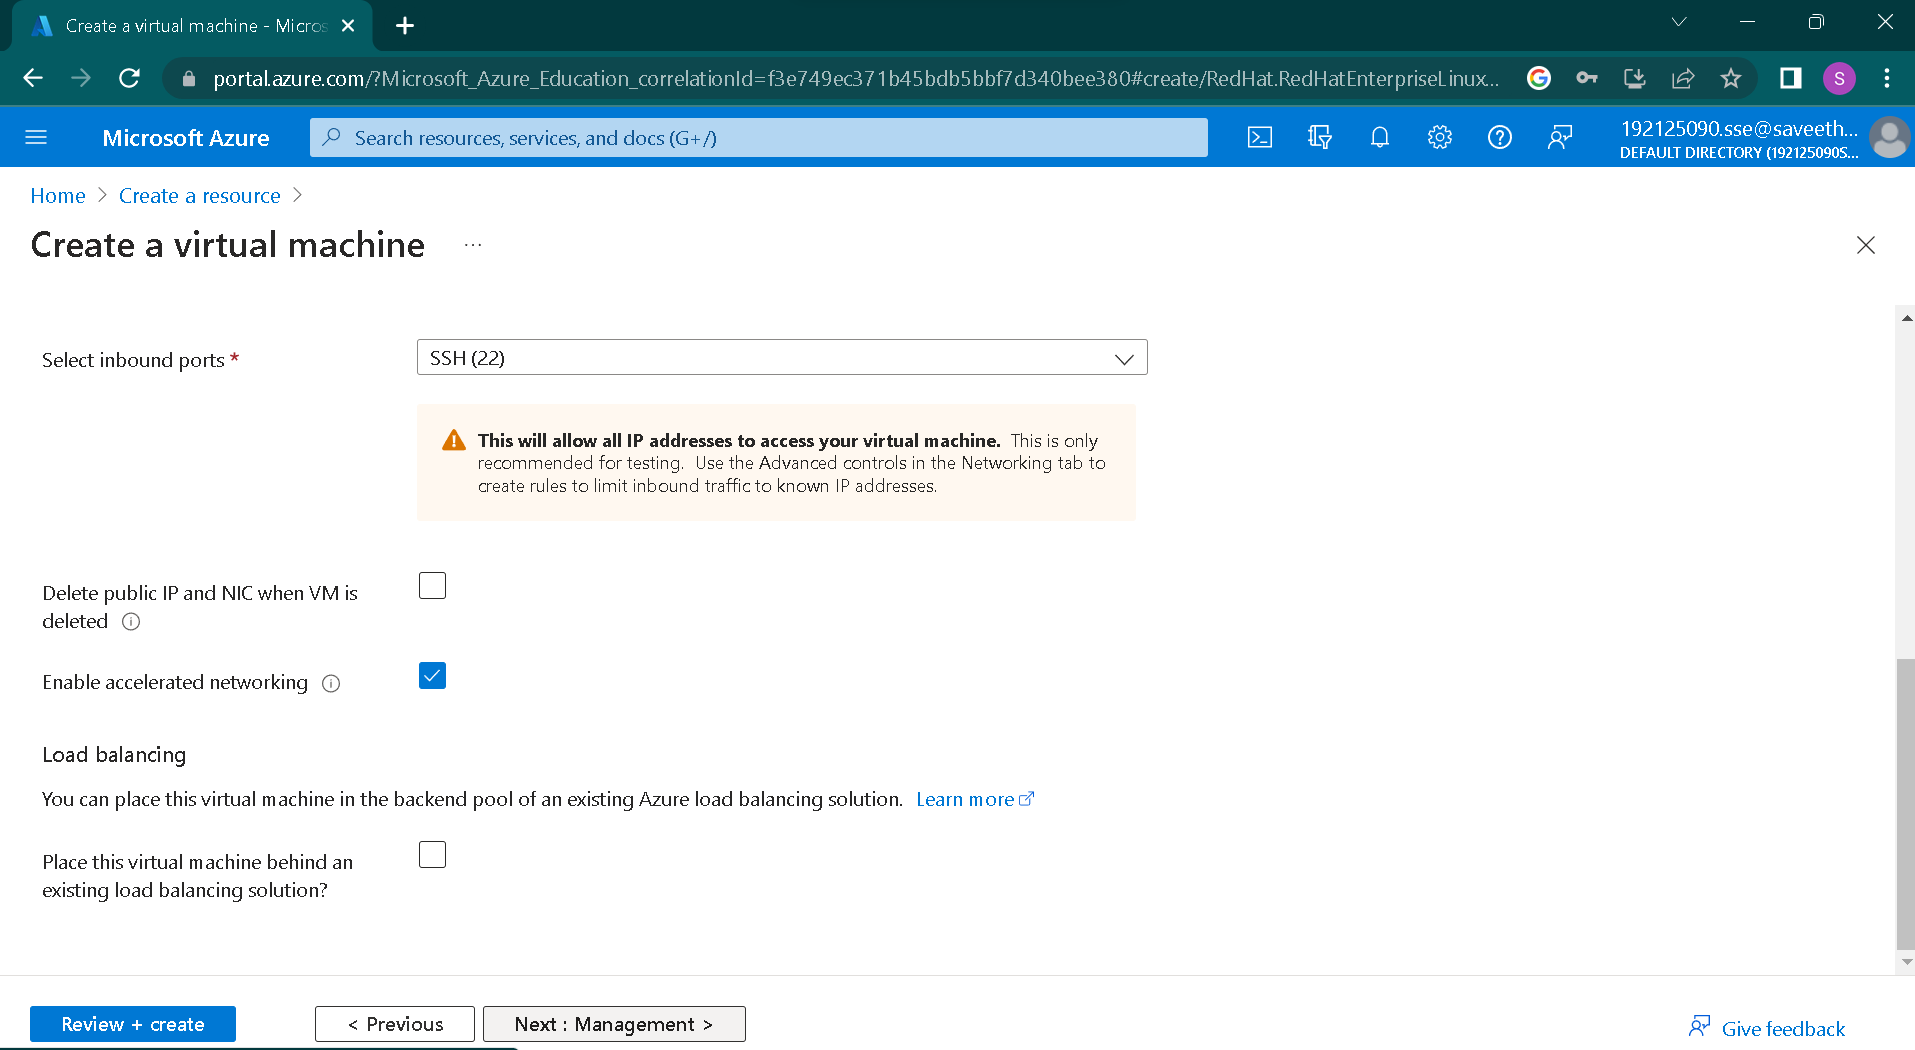 Create a virtual machine - Micros
portal.azure.com/?Microsoft_Azure_Education_correlationId=f3e749ec371b45bdb5bbf7d340bee380#create/RedHat.RedHatEnterpriseLinux...
S
Microsoft Azure
Search resources, services, and docs (G+/)
192125090.sse@saveeth...
DEFAULT DIRECTORY (192125090S...
Home > Create a resource >
Create a virtual machine ...
Select inbound ports *
SSH (22)
This will allow all IP addresses to access your virtual machine. This is only
recommended for testing. Use the Advanced controls in the Networking tab to
create rules to limit inbound traffic to known IP addresses.
Delete public IP and NIC when VM is
deleted
Enable accelerated networking
Load balancing
You can place this virtual machine in the backend pool of an existing Azure load balancing solution. Learn more
Place this virtual machine behind an
existing load balancing solution?
Review + create
< Previous
Next : Management >
Give feedback